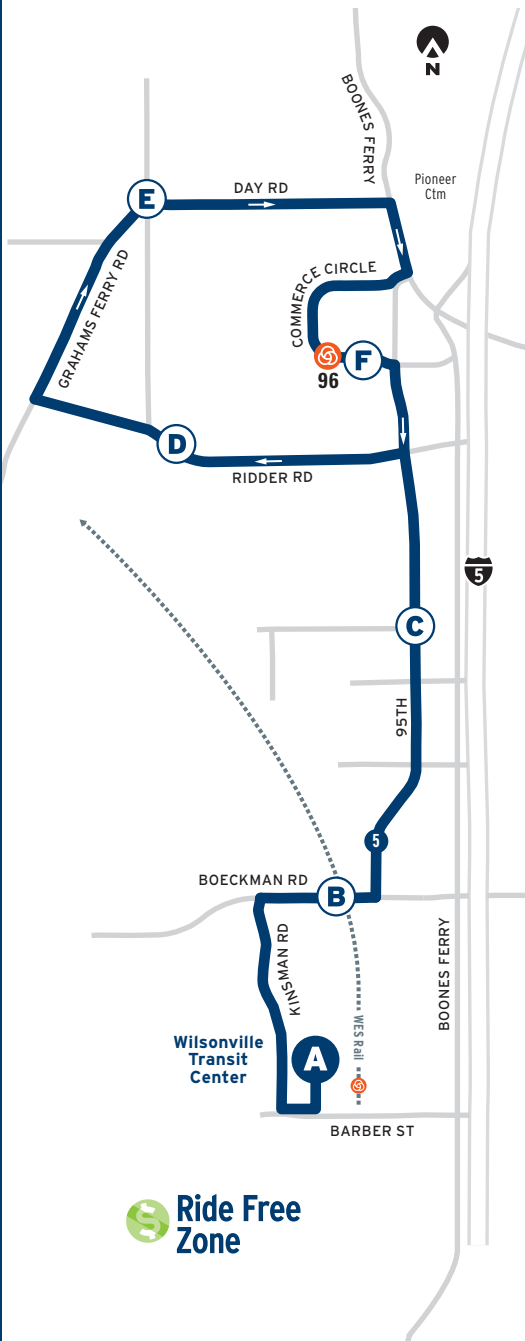 N
BOONES FERRY
Pioneer
Ctm
E
DAY RD
GRAHAMS FERRY RD
COMMERCE CIRCLE
F
96
D
RIDDER RD
5
C
95TH
5
BOECKMAN RD
B
KINSMAN RD
BOONES FERRY
WES Rail
Wilsonville
Transit
Center
A
BARBER ST
Ride Free
Zone